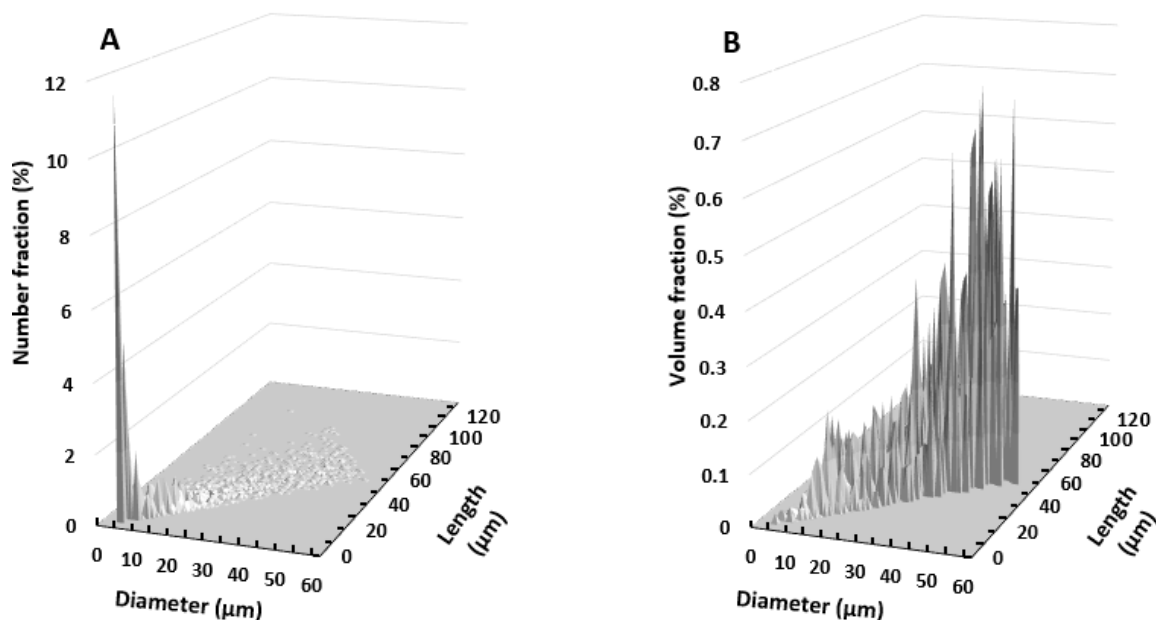 A
Number fraction (%)
12
10
8
6
4
2
0
0 10 20 30 40 50 60
Diameter (µm)
0 20 40 60 80 100 120
Length
(µm)
B
Volume fraction (%)
0.8
0.7
0.6
0.5
0.4
0.3
0.2
0.1
0
0 10 20 30 40 50 60
Diameter (µm)
0 20 40 60 80 100 120
Length
(µm)